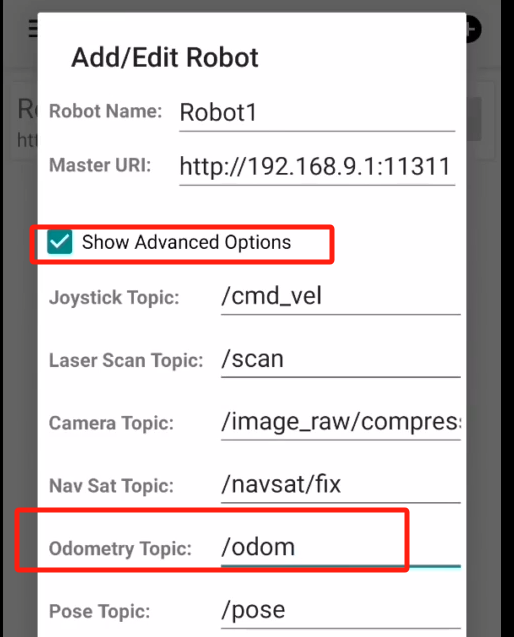 Add/Edit Robot
Robot Name: Robot1
Master URI: http://192.168.9.1:11311
Show Advanced Options
Joystick Topic: /cmd_vel
Laser Scan Topic: /scan
Camera Topic: /image_raw/compres
Nav Sat Topic: /navsat/fix
Odometry Topic: /odom
Pose Topic: /pose